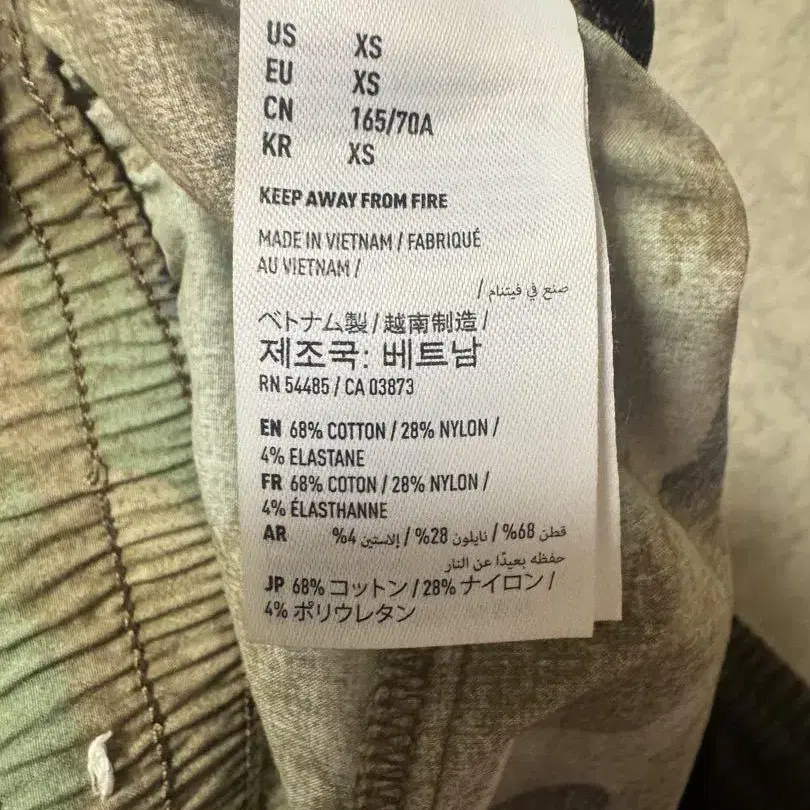 US XS
EU XS
CN 165/70A
KR XS
KEEP AWAY FROM FIRE
MADE IN VIETNAM / FABRIQUÉ
AU VIETNAM /
صنع في فيتنام /
ベトナム製 / 越南制造 /
제조국: 베트남
RN 54485 / CA 03873
EN 68% COTTON / 28% NYLON /
4% ELASTANE
FR 68% COTON / 28% NYLON /
4% ÉLASTHANNE
AR قطن 68% / نايلون 28% / إلاستين 4%
حفظه بعيدًا عن النار
JP 68% コットン / 28% ナイロン /
4% ポリウレタン